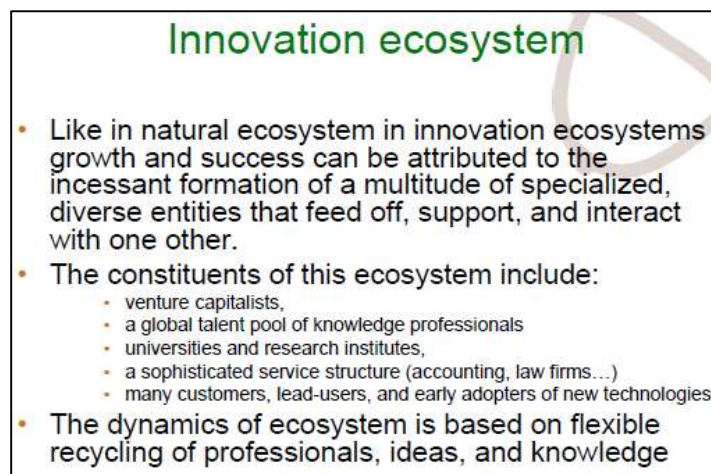 Innovation ecosystem
• Like in natural ecosystem in innovation ecosystems
growth and success can be attributed to the
incessant formation of a multitude of specialized,
diverse entities that feed off, support, and interact
with one other.
• The constituents of this ecosystem include:
• venture capitalists,
• a global talent pool of knowledge professionals
• universities and research institutes,
• a sophisticated service structure (accounting, law firms…)
• many customers, lead-users, and early adopters of new technologies
• The dynamics of ecosystem is based on flexible
recycling of professionals, ideas, and knowledge